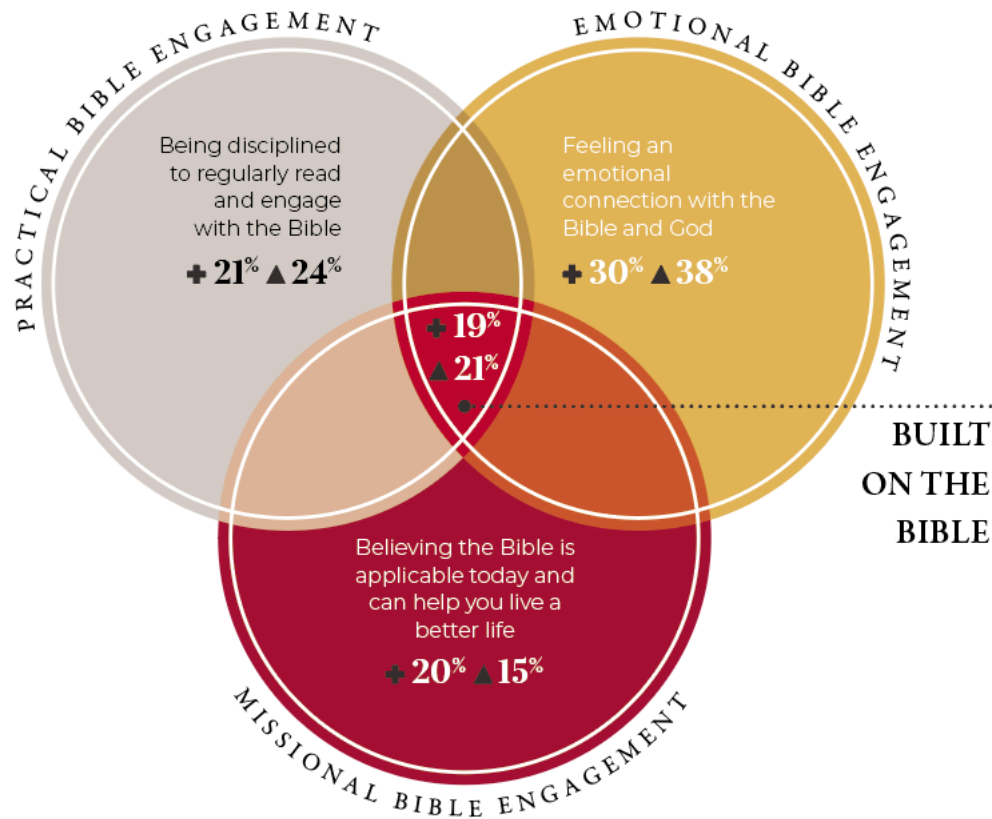 PRACTICAL BIBLE ENGAGEMENT
EMOTIONAL BIBLE ENGAGEMENT
Being disciplined
to regularly read
and engage
with the Bible
✚ 21% ▲ 24%
Feeling an
emotional
connection with the
Bible and God
✚ 30% ▲ 38%
✚ 19%
▲ 21%
BUILT
ON THE
BIBLE
Believing the Bible is
applicable today and
can help you live a
better life
✚ 20% ▲ 15%
MISSIONAL BIBLE ENGAGEMENT